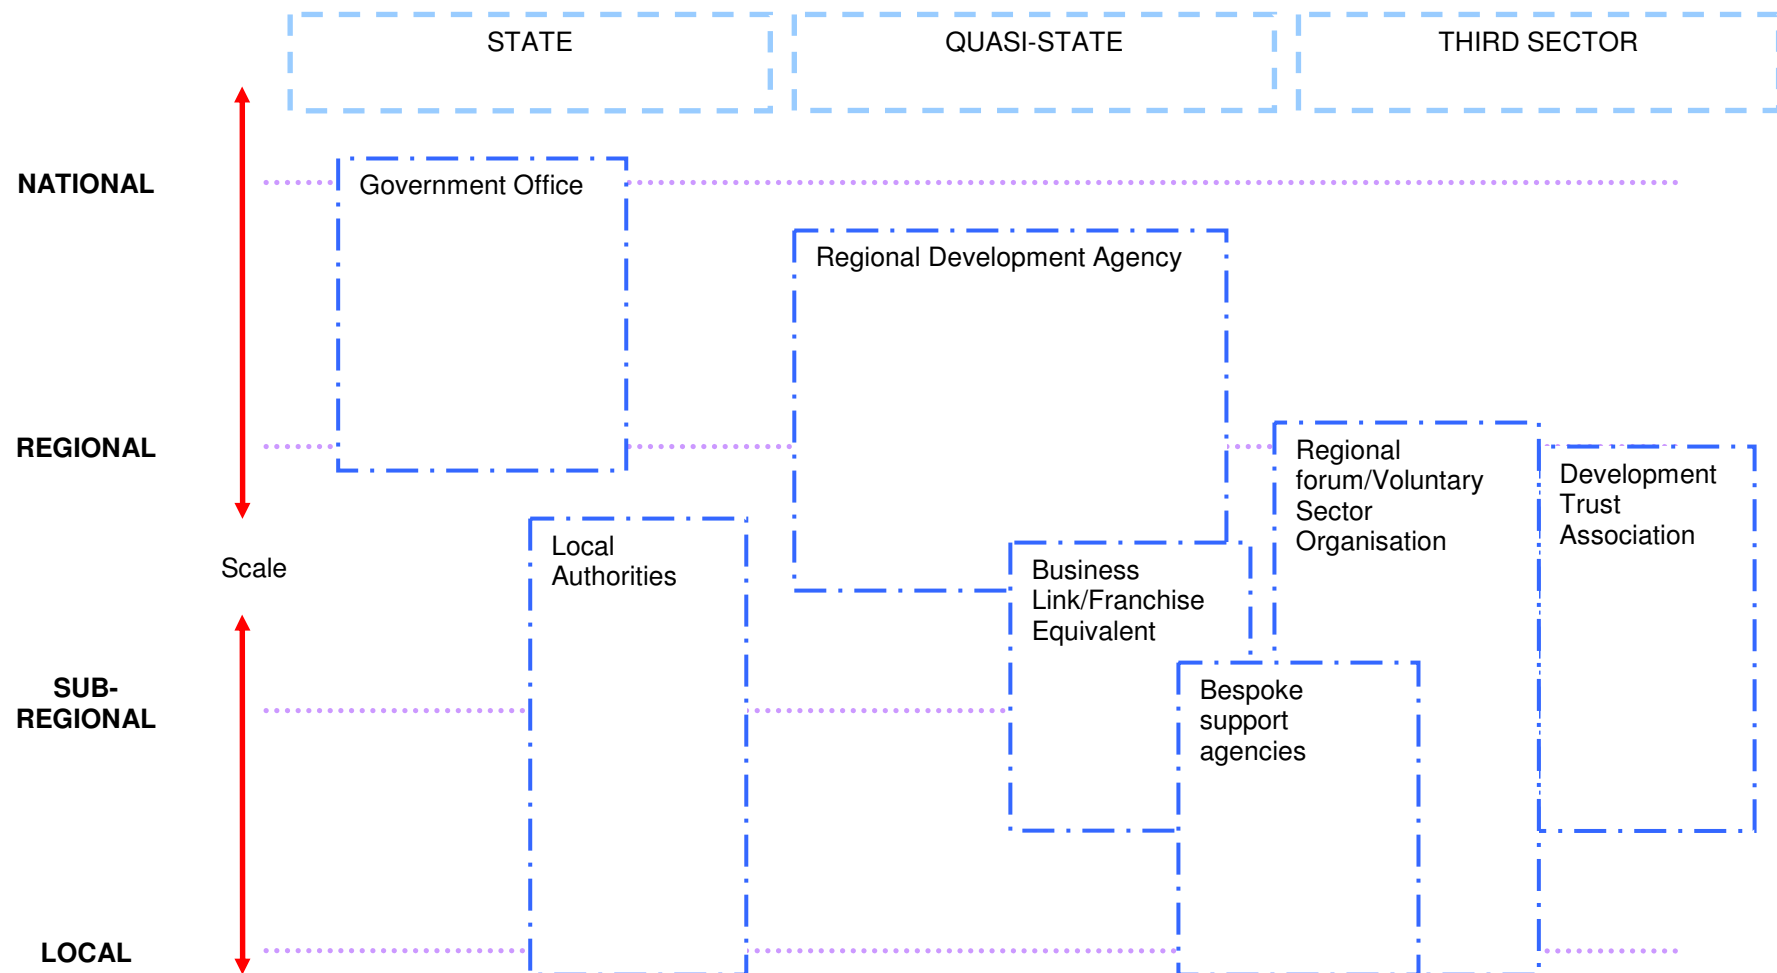 STATE
QUASI-STATE
THIRD SECTOR
NATIONAL
Government Office
Regional Development Agency
REGIONAL
Regional
forum/Voluntary
Sector
Organisation
Development
Trust
Association
Local
Authorities
Scale
Business
Link/Franchise
Equivalent
SUB-
REGIONAL
Bespoke
support
agencies
LOCAL